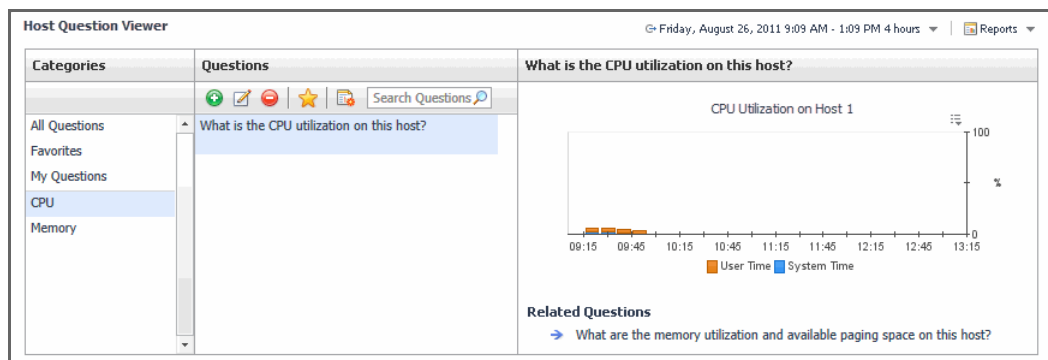 Host Question Viewer
Friday, August 26, 2011 9:09 AM - 1:09 PM 4 hours
Reports
Categories
Questions
What is the CPU utilization on this host?
Search Questions
All Questions
Favorites
My Questions
CPU
Memory
What is the CPU utilization on this host?
CPU Utilization on Host 1
100
%
0
09:15 09:45 10:15 10:45 11:15 11:45 12:15 12:45 13:15
User Time System Time
Related Questions
What are the memory utilization and available paging space on this host?